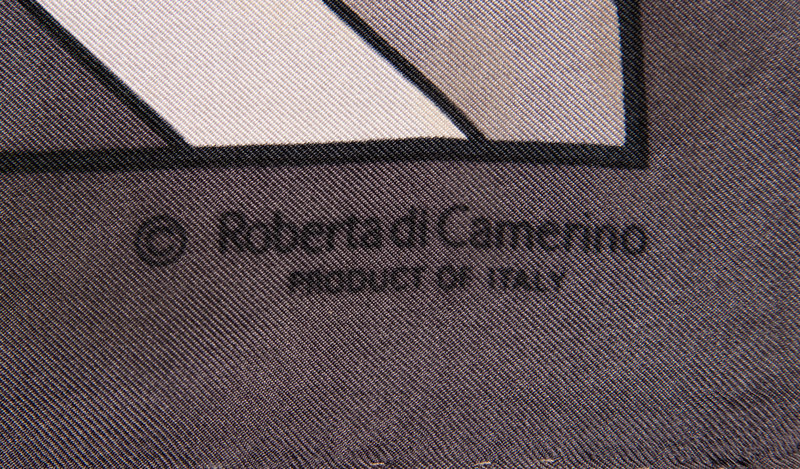 © Roberta di Camerino
PRODUCT OF ITALY